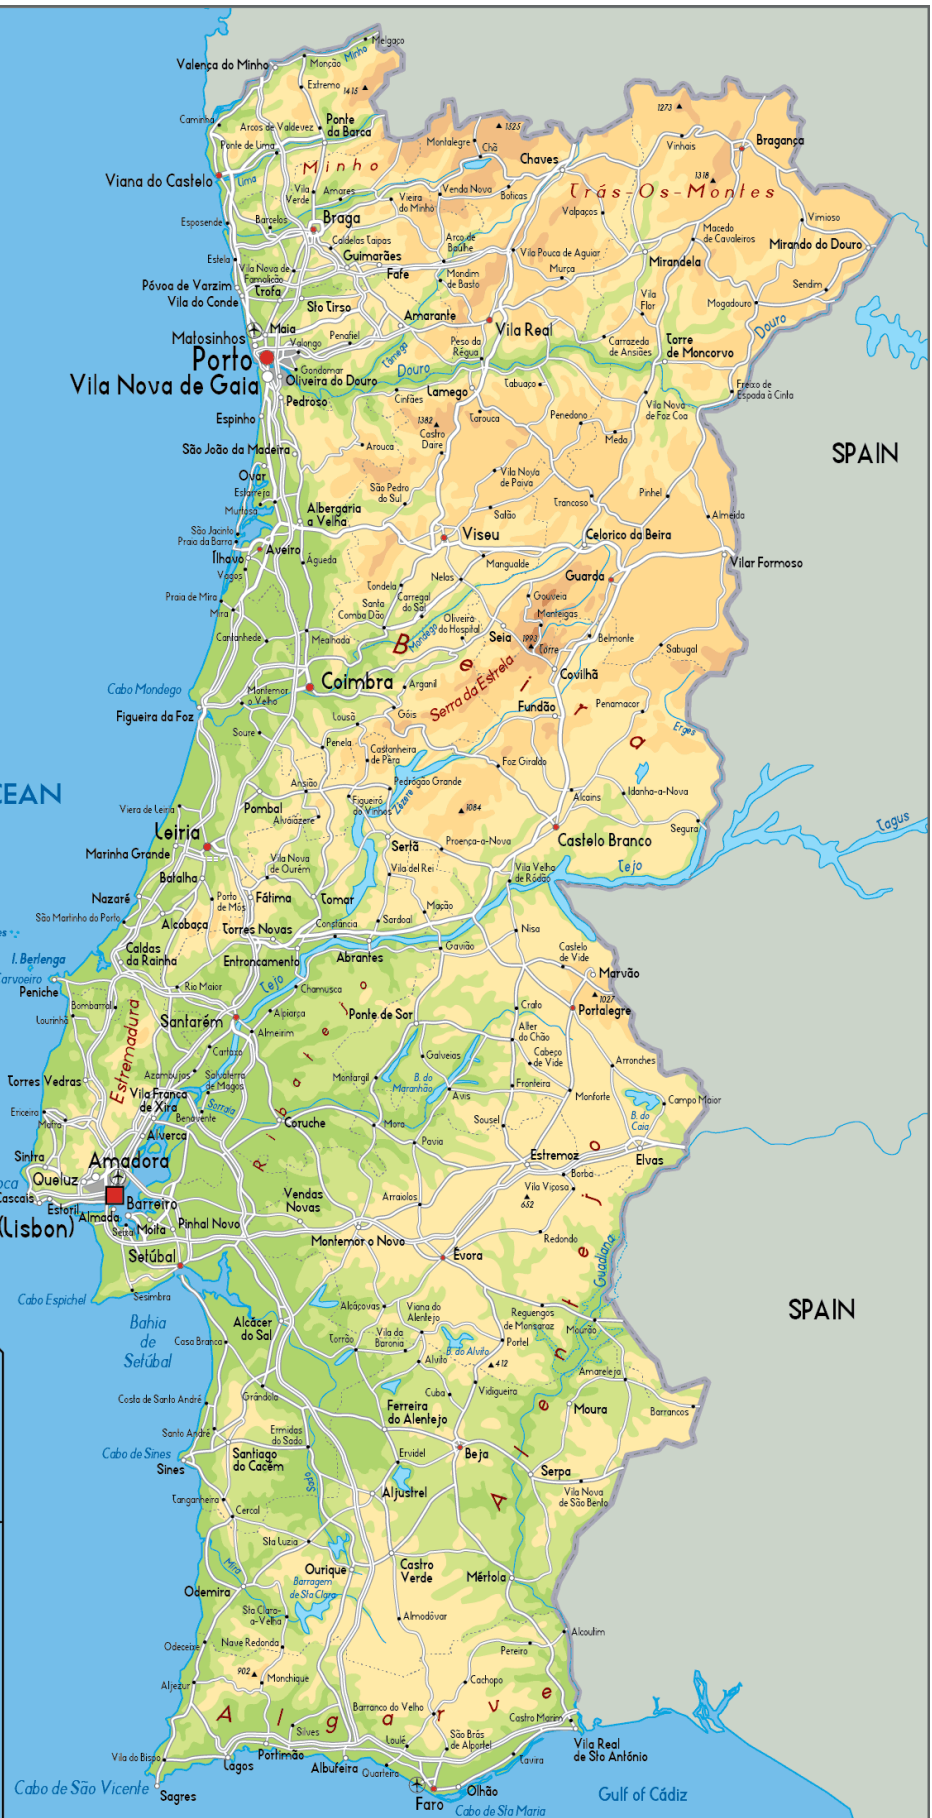 Melgaço
Minho
Valença do Minho
Monção
Extremo
1415
1273
Caminha
Arcos de Valdevez
Ponte
da Barca
1525
Ponte de Lima
Montalegre
Chã
Chaves
Vinhais
Bragança
Minho
1318
Viana do Castelo
Lima
Vila
Verde
Amares
Vieira
do Minho
Venda Nova
Boticas
Trás-Os-Montes
Valpaços
Esposende
Barcelos
Braga
Macedo
de Cavaleiros
Vimioso
Mirando do Douro
Caldelas Taipas
Arco de
Baúlhe
Guimarães
Fafe
Vila Pouca de Aguiar
Mirandela
Estela
Vila Nova de
Famalicão
Mondim
de Basto
Murça
Sendim
Póvoa de Varzim
Vila do Conde
Trofa
Sto Tirso
Vila
Flor
Mogadouro
Douro
Maia
Amarante
Vila Real
Matosinhos
Valongo
Penafiel
Peso da
Régua
Carrazeda
de Ansiães
Torre
de Moncorvo
Porto
Gondomar
Tâmega
Douro
Vila Nova de Gaia
Oliveira do Douro
Cinfães
Lamego
Tabuaço
Freixo de
Espada à Cinta
Pedroso
Vila Nova
de Foz Coa
Espinho
1382
Castro
Daire
Tarouca
Penedono
Meda
São João da Madeira
Arouca
SPAIN
Ovar
Vila Nova
de Paiva
Estarreja
São Pedro
do Sul
Trancoso
Pinhel
Murtosa
Albergaria
a Velha
Satão
Almeida
São Jacinto
Praia da Barra
Aveiro
Viseu
Celorico da Beira
Ílhavo
Águeda
Mangualde
Vilar Formoso
Vagos
Nelas
Guarda
Tondela
Carregal
do Sal
Gouveia
Praia de Mira
Mira
Santa
Comba Dão
Oliveira
do Hospital
Manteigas
Cantanhede
Mealhada
Mondego
Seia
1993
Torre
Belmonte
Sabugal
Beira
Serra da Estrela
Covilhã
Cabo Mondego
Montemor
o Velho
Coimbra
Arganil
Figueira da Foz
Góis
Fundão
Penamacor
Erges
Soure
Lousã
Penela
Castanheira
de Pêra
Foz Giraldo
CEAN
Ansião
Pedrógão Grande
Alcains
Idanha-a-Nova
Viera de Leiria
Pombal
Alvaiázere
Figueiró
do Vinhos
Zêzere
1084
Tagus
Leiria
Marinha Grande
Sertã
Proença-a-Nova
Castelo Branco
Segura
Batalha
Vila Nova
de Ourém
Vila del Rei
Vila Velha
de Ródão
Tejo
Nazaré
Porto
de Mós
Fátima
Tomar
Mação
São Martinho do Porto
Alcobaça
Torres Novas
Constância
Sardoal
Nisa
Caldas
da Rainha
Entroncamento
Abrantes
Gavião
Castelo
de Vide
I. Berlenga
Carvoeiro
Marvão
Peniche
Rio Maior
Tejo
Chamusca
1027
Portalegre
Bombarral
Lourinhã
Santarém
Alpiarça
Ponte de Sor
Crato
Estremadura
Almeirim
Alter
do Chão
Cartaxo
Galveias
Cabeço
de Vide
Arronches
Torres Vedras
Azambujas
Salvaterra
de Magos
Montargil
B. do
Maranhão
Fronteira
Vila Franca
de Xira
Sorraia
Avis
Monforte
Campo Maior
Ericeira
Mafra
Benavente
Coruche
Mora
Sousel
B. do
Caia
Alverca
Ribatejo
Pavia
Sintra
Amadora
Estremoz
Elvas
oca
Queluz
Borba
Cascais
Vila Viçosa
Estoril
Barreiro
Vendas
Novas
Arraiolos
652
Almada
(Lisbon)
Seixa
Moita
Pinhal Novo
Montemor o Novo
Redondo
Setúbal
Évora
Guadiana
Cabo Espichel
Sesimbra
Alcáçovas
Viana do
Alentejo
Reguengos
de Monsaraz
Bahia
de
Setúbal
Alcácer
do Sal
Torrão
Vila da
Baronia
Portel
Mourão
Casa Branca
B. do Alvito
Alvito
412
Amareleja
Grândola
Cuba
Vidigueira
Costa de Santo André
Ferreira
do Alentejo
Moura
Barrancos
Santo André
Ermidas
do Sado
Cabo de Sines
Santiago
do Cacém
Ervidel
Beja
Sines
Sado
Serpa
Alentejo
Tanganheira
Aljustrel
Vila Nova
de São Bento
Cercal
Sta Luzia
Mira
Ourique
Castro
Verde
Mértola
Odemira
Barragem
de Sta Clara
Sta Clara-
a-Velha
Almodôvar
Alcoutim
Odeceixe
Nave Redonda
Pereiro
902
Monchique
Cachopo
Aljezur
Algarve
Barranco do Velho
Castro Marim
Silves
Loulé
São Brás
de Alportel
Vila Real
de Sto António
Vila do Bispo
Lagos
Portimão
Albufeira
Quarteira
Tavira
Cabo de São Vicente
Sagres
Faro
Olhão
Cabo de Sta Maria
Gulf of Cádiz
SPAIN